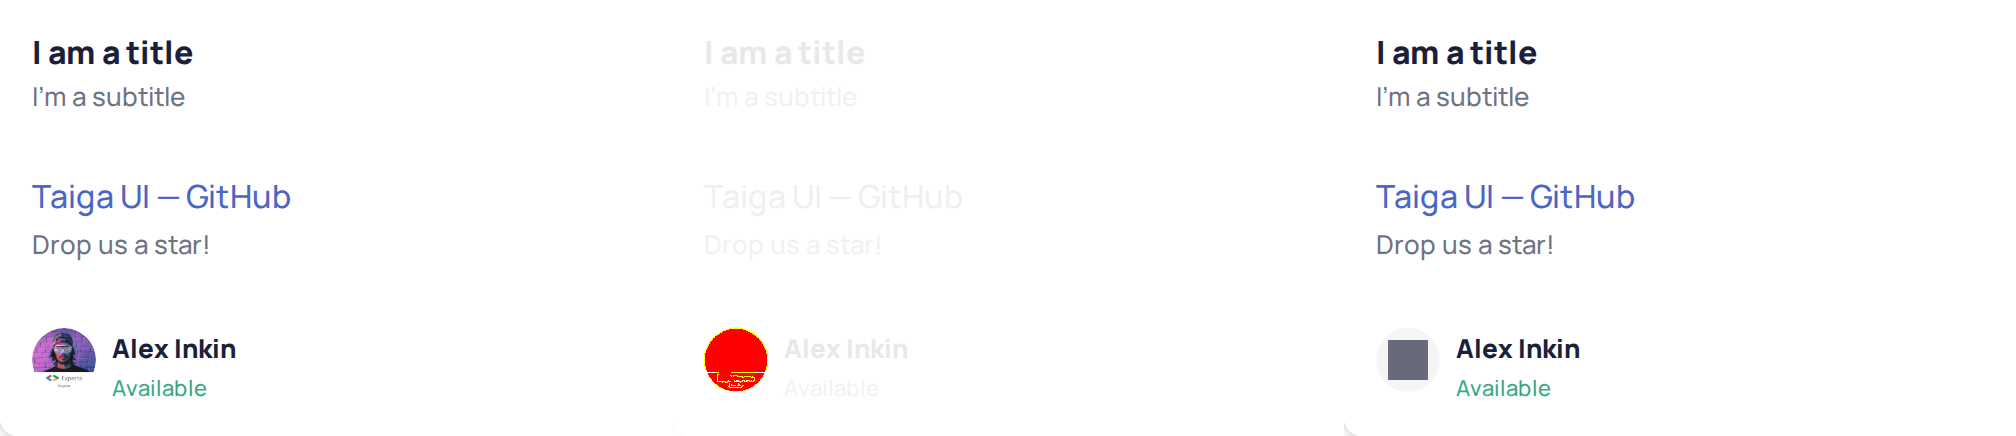 I am a title
I'm a subtitle
Taiga UI — GitHub
Drop us a star!
Experts
Alex Inkin
Available
I am a title
I'm a subtitle
Taiga UI — GitHub
Drop us a star!
Alex Inkin
Available
I am a title
I'm a subtitle
Taiga UI — GitHub
Drop us a star!
Alex Inkin
Available